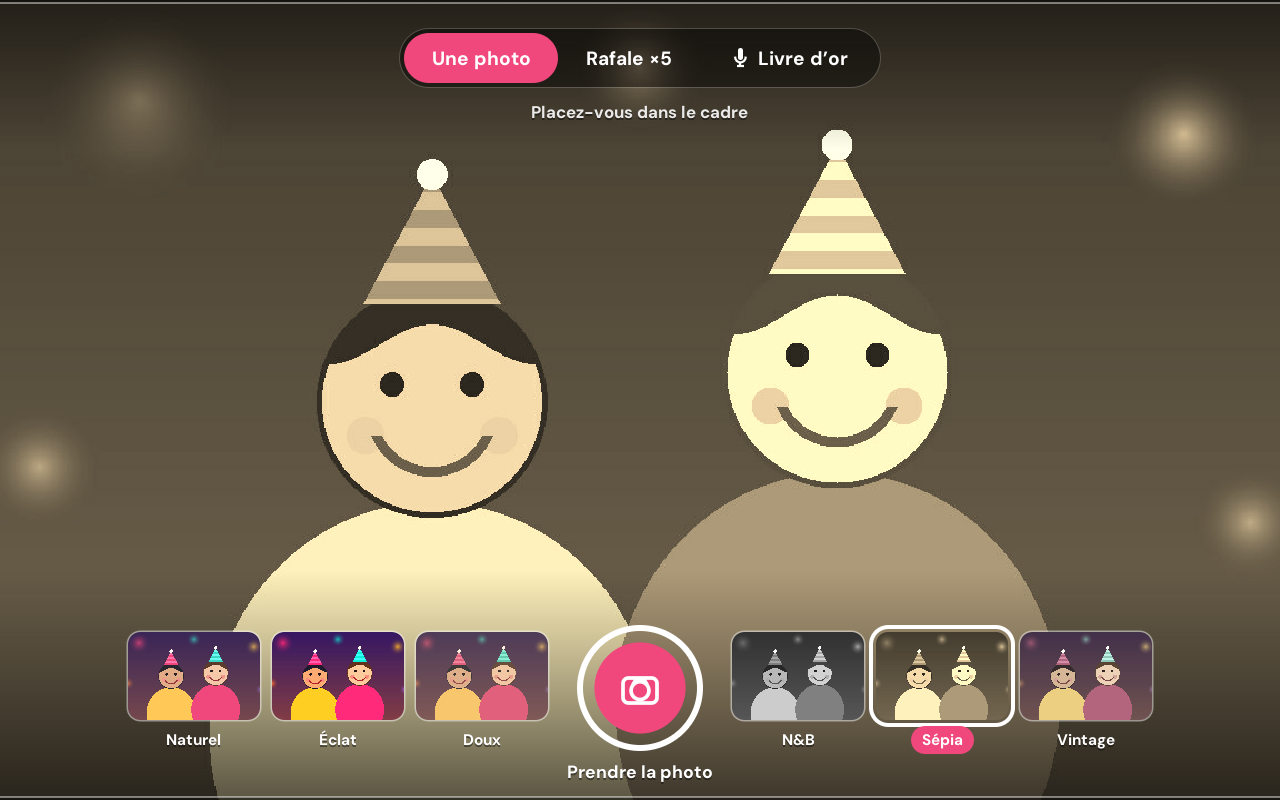 Une photo
Rafale ×5
Livre d’or
Placez-vous dans le cadre
Naturel
Éclat
Doux
N&B
Sépia
Vintage
Prendre la photo